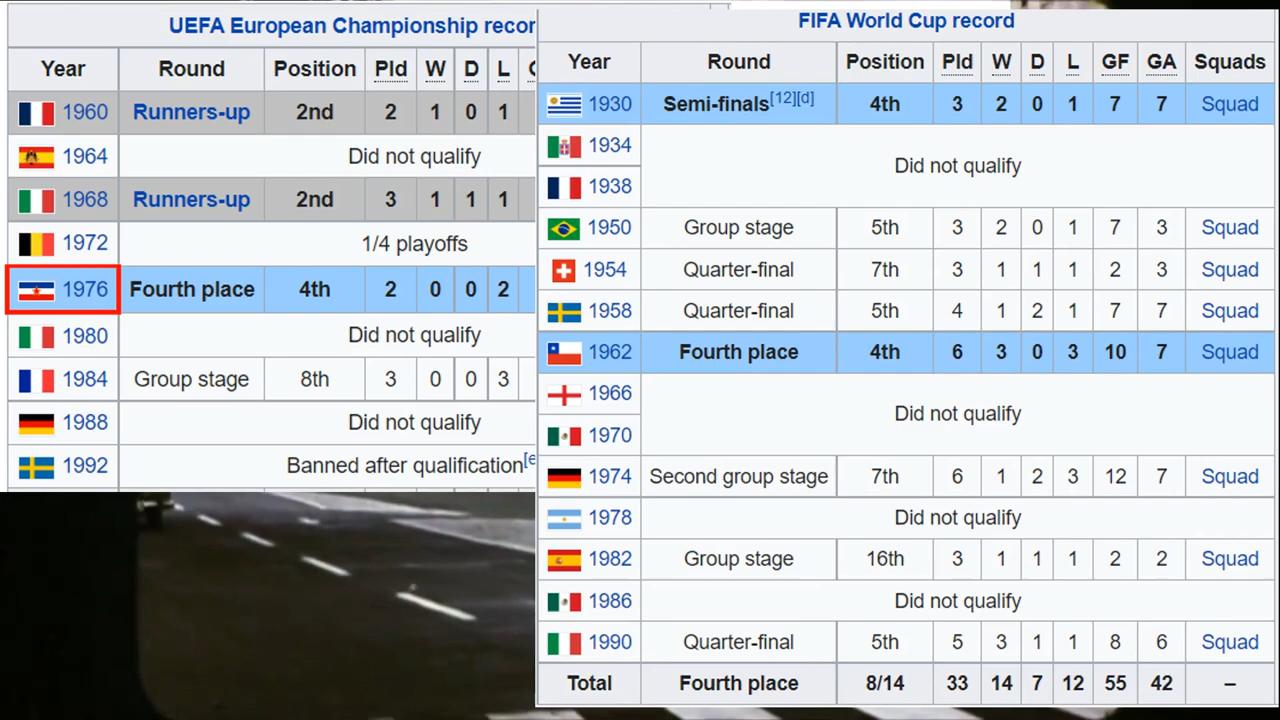 UEFA European Championship recor
Year Round Position Pld W D L
1960 Runners-up 2nd 2 1 0 1
1964 Did not qualify
1968 Runners-up 2nd 3 1 1 1
1972 1/4 playoffs
1976 Fourth place 4th 2 0 0 2
1980 Did not qualify
1984 Group stage 8th 3 0 0 3
1988 Did not qualify
1992 Banned after qualification[e
FIFA World Cup record
Year Round Position Pld W D L GF GA Squads
1930 Semi-finals[12][d] 4th 3 2 0 1 7 7 Squad
1934
Did not qualify
1938
1950 Group stage 5th 3 2 0 1 7 3 Squad
1954 Quarter-final 7th 3 1 1 1 2 3 Squad
1958 Quarter-final 5th 4 1 2 1 7 7 Squad
1962 Fourth place 4th 6 3 0 3 10 7 Squad
1966
Did not qualify
1970
1974 Second group stage 7th 6 1 2 3 12 7 Squad
1978 Did not qualify
1982 Group stage 16th 3 1 1 1 2 2 Squad
1986 Did not qualify
1990 Quarter-final 5th 5 3 1 1 8 6 Squad
Total Fourth place 8/14 33 14 7 12 55 42 –